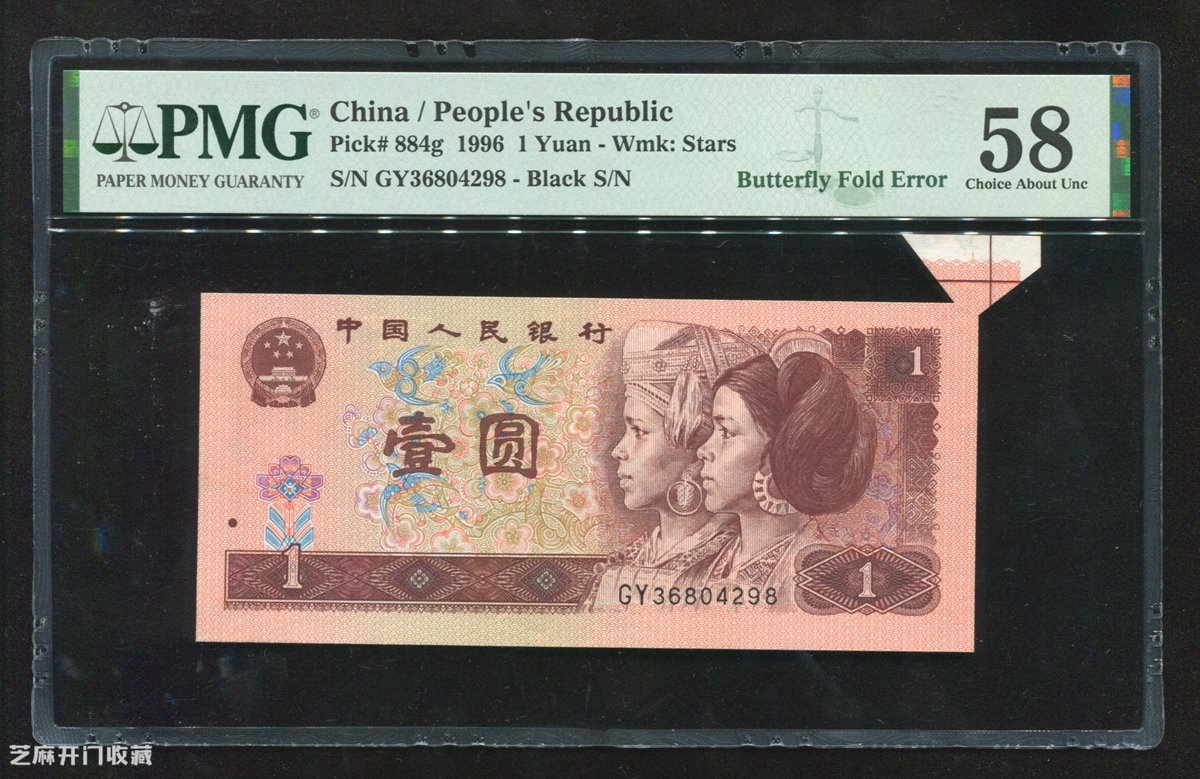 PMG®
PAPER MONEY GUARANTY
China / People's Republic
Pick# 884g 1996 1 Yuan - Wmk: Stars
S/N GY36804298 - Black S/N
Butterfly Fold Error
58
Choice About Unc
中国人民银行
1
壹圆
1
GY36804298
1
芝麻开门收藏